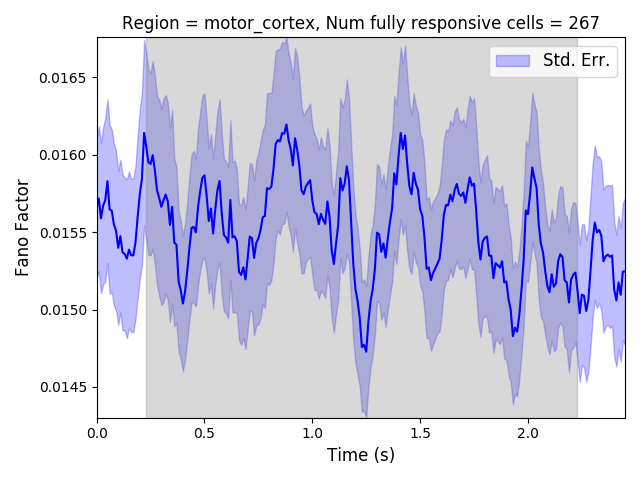 Region = motor_cortex, Num fully responsive cells = 267
Std. Err.
Fano Factor
0.0165
0.0160
0.0155
0.0150
0.0145
0.0 0.5 1.0 1.5 2.0
Time (s)